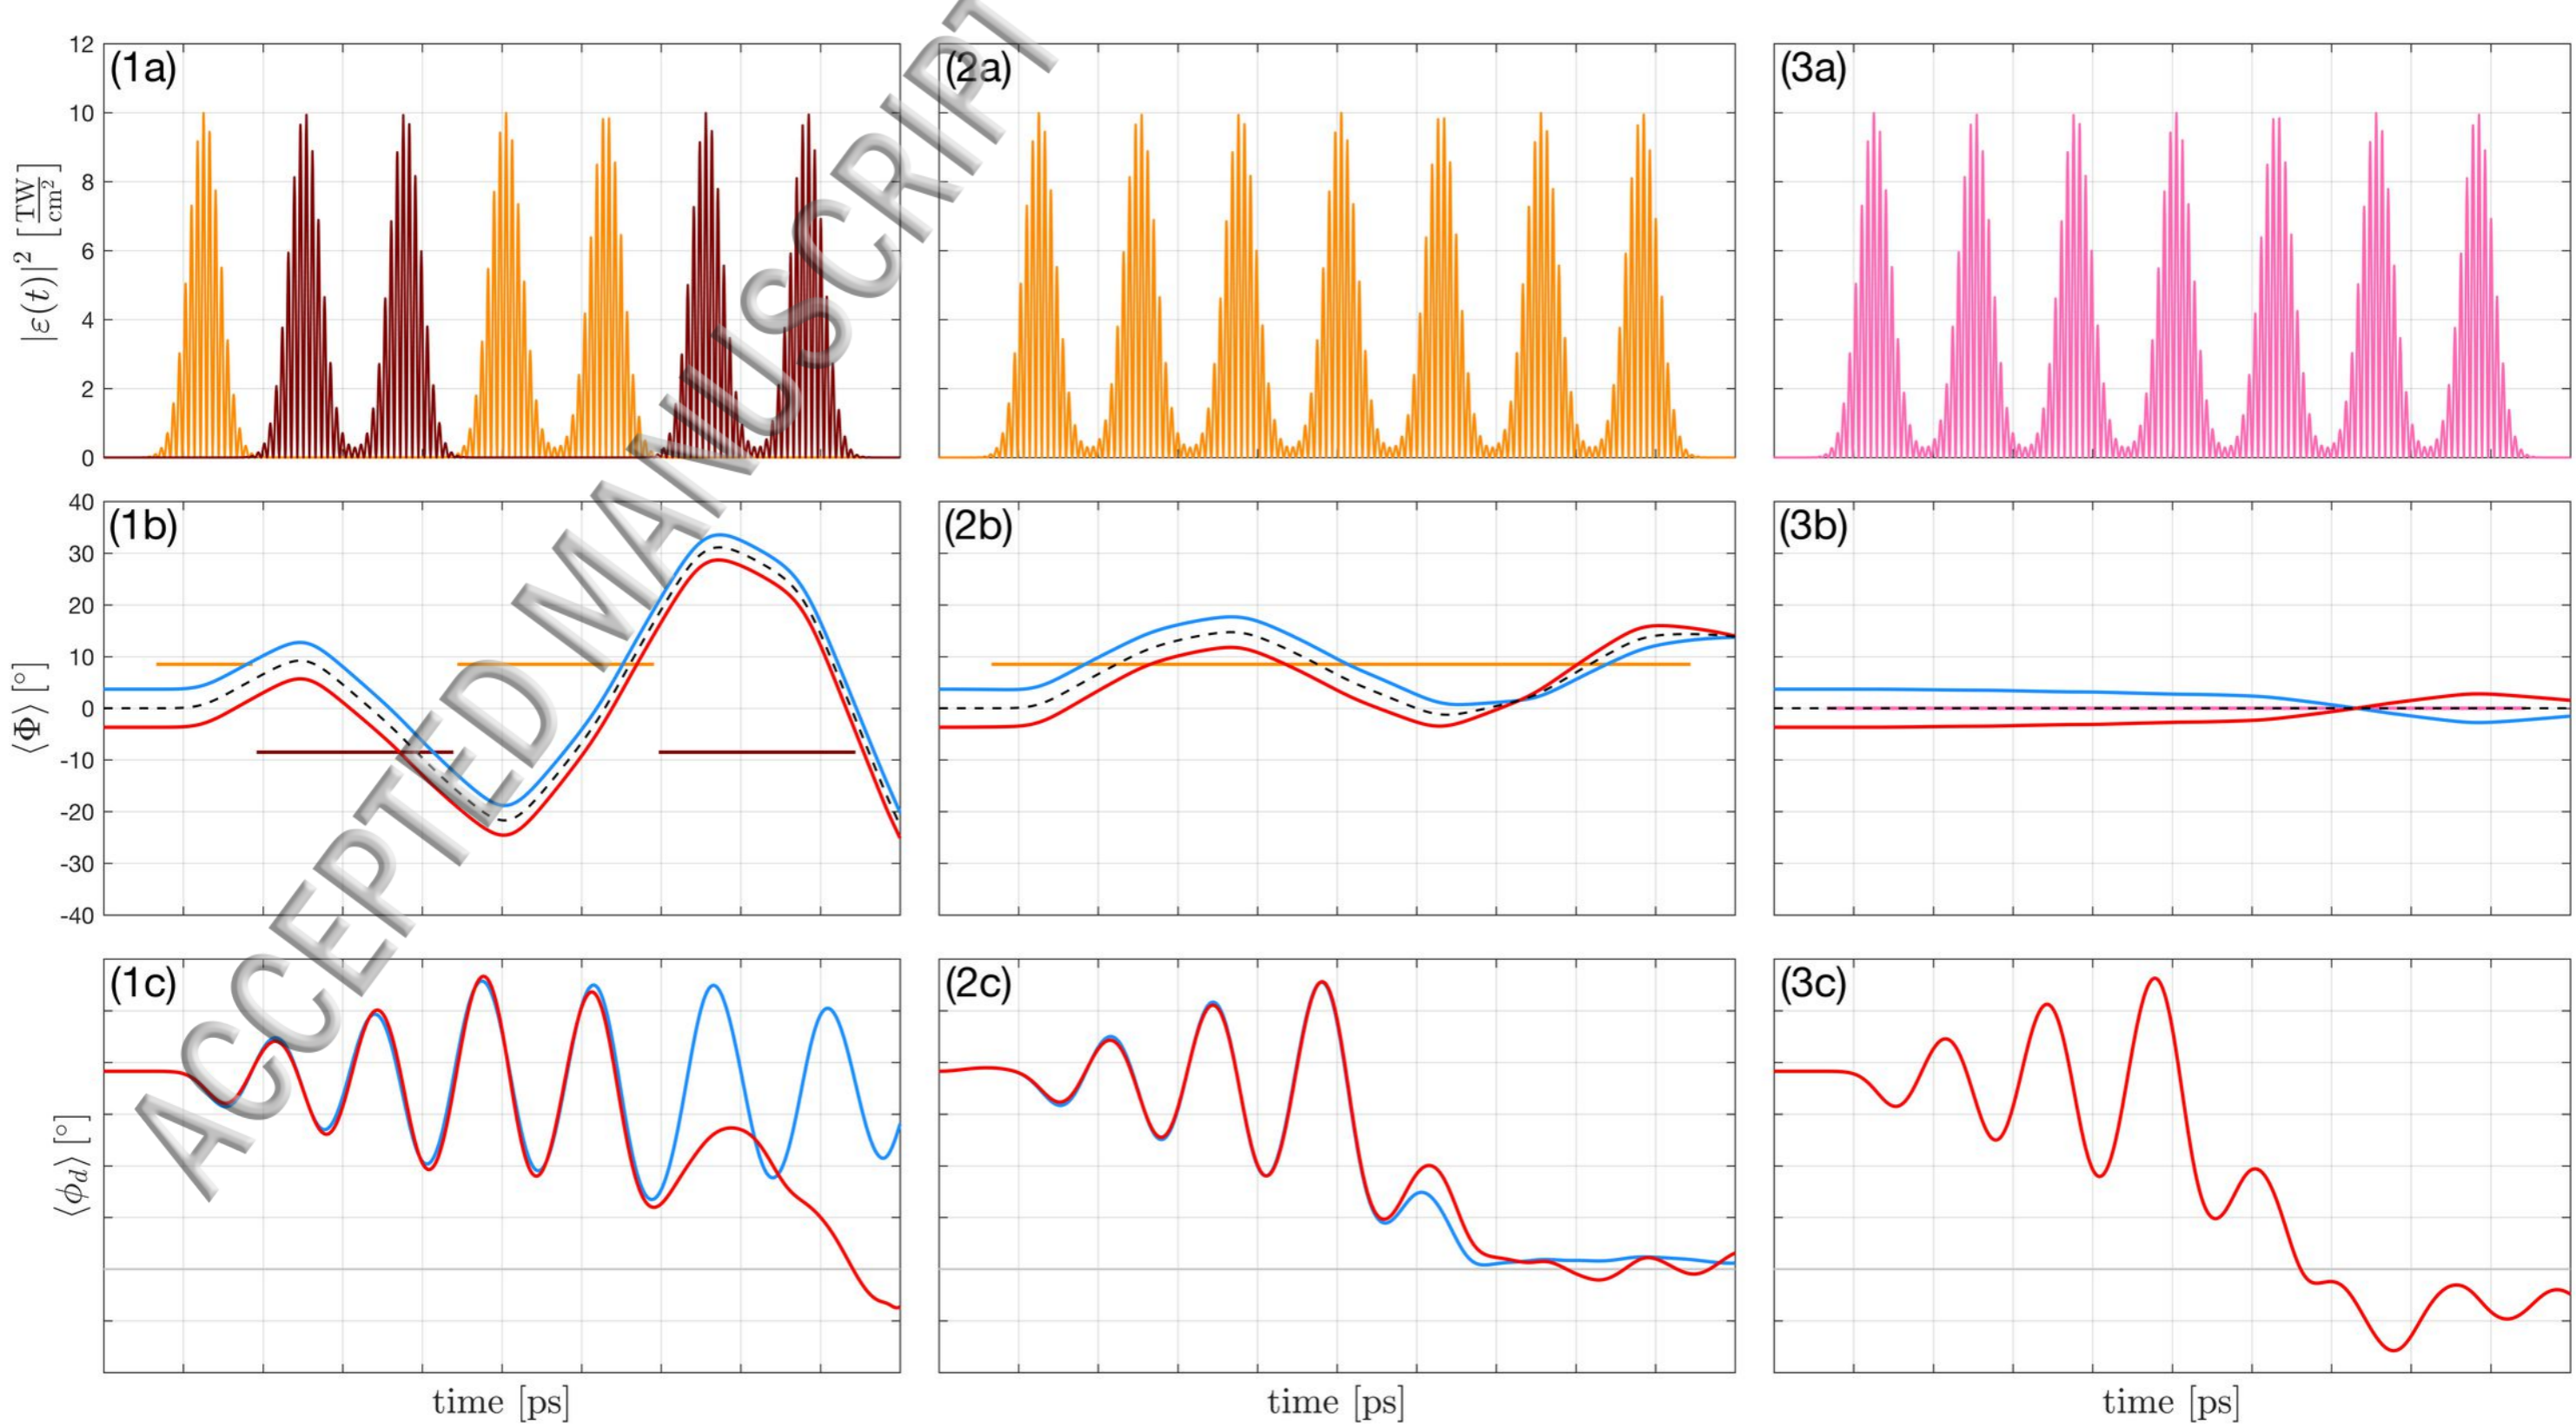 (1a) (2a) (3a)
12
10
8
6
4
2
0
|ε(t)|² [TW/cm²]
(1b) (2b) (3b)
40
30
20
10
0
-10
-20
-30
-40
⟨Φ⟩ [°]
(1c) (2c) (3c)
⟨ϕ_d⟩ [°]
time [ps] time [ps] time [ps]
ACCEPTED MANUSCRIPT